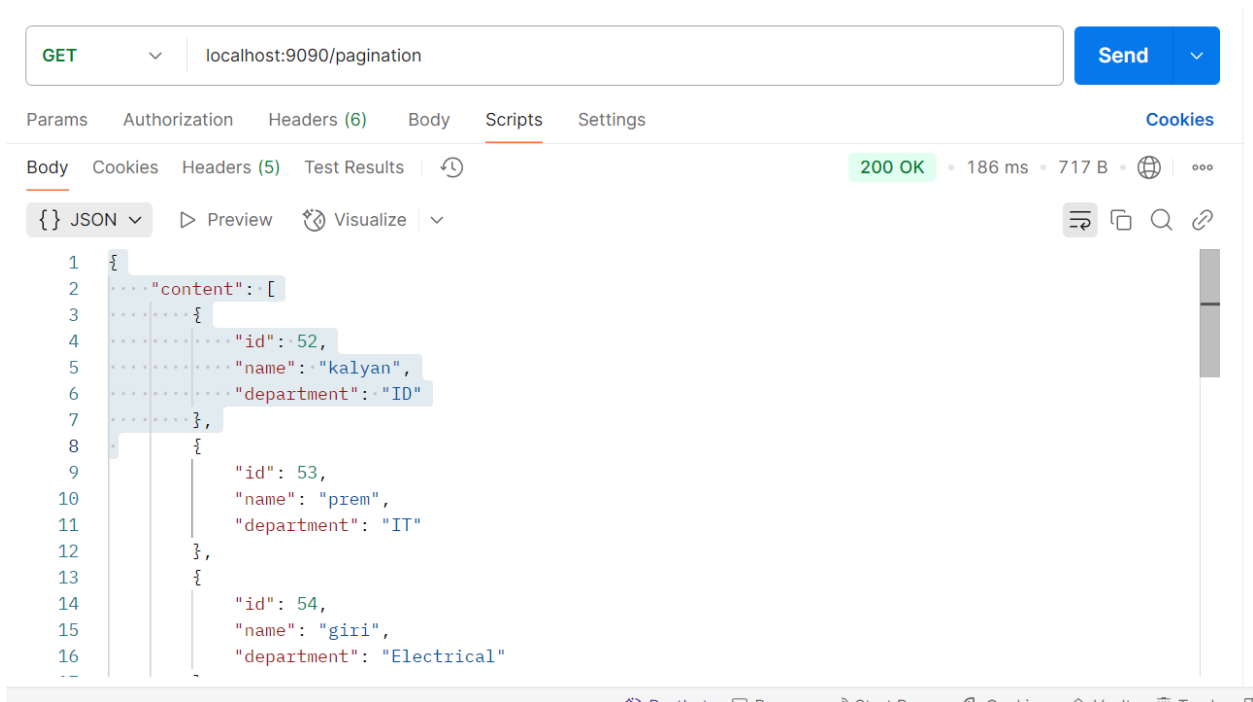 GET localhost:9090/pagination Send
Params Authorization Headers (6) Body Scripts Settings Cookies
Body Cookies Headers (5) Test Results 200 OK • 186 ms • 717 B •
{} JSON Preview Visualize
1 {
2 "content": [
3 {
4 "id": 52,
5 "name": "kalyan",
6 "department": "ID"
7 },
8 {
9 "id": 53,
10 "name": "prem",
11 "department": "IT"
12 },
13 {
14 "id": 54,
15 "name": "giri",
16 "department": "Electrical"